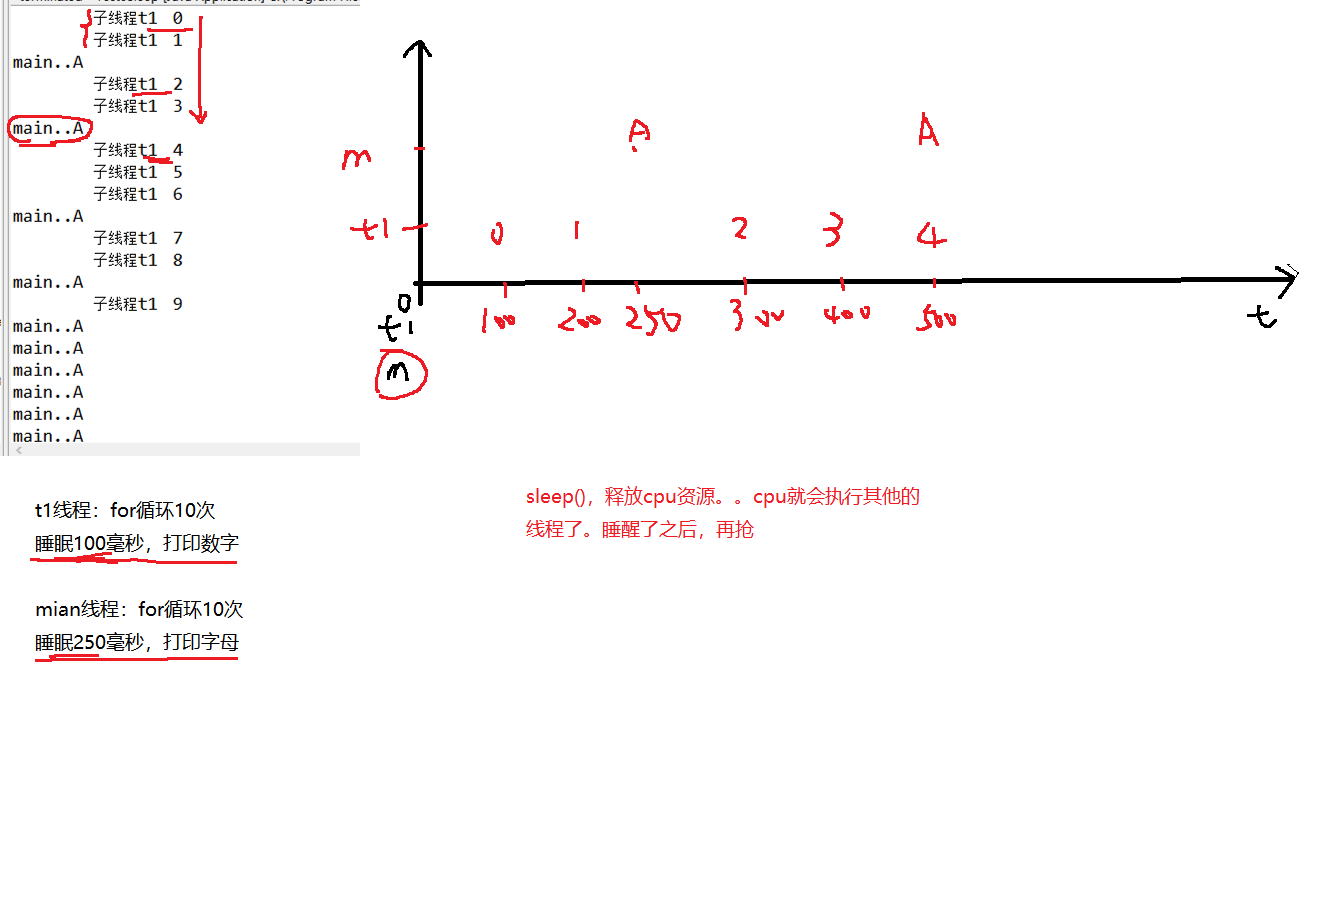 子线程t1 0
子线程t1 1
main..A
子线程t1 2
子线程t1 3
main..A
子线程t1 4
子线程t1 5
子线程t1 6
main..A
子线程t1 7
子线程t1 8
main..A
子线程t1 9
main..A
main..A
main..A
main..A
main..A
main..A
A A
m
t1 0 1 2 3 4
0
100 200 250 300 400 500
t1
t
m
sleep()，释放cpu资源。。cpu就会执行其他的
线程了。睡醒了之后，再抢
t1线程：for循环10次
睡眠100毫秒，打印数字
mian线程：for循环10次
睡眠250毫秒，打印字母